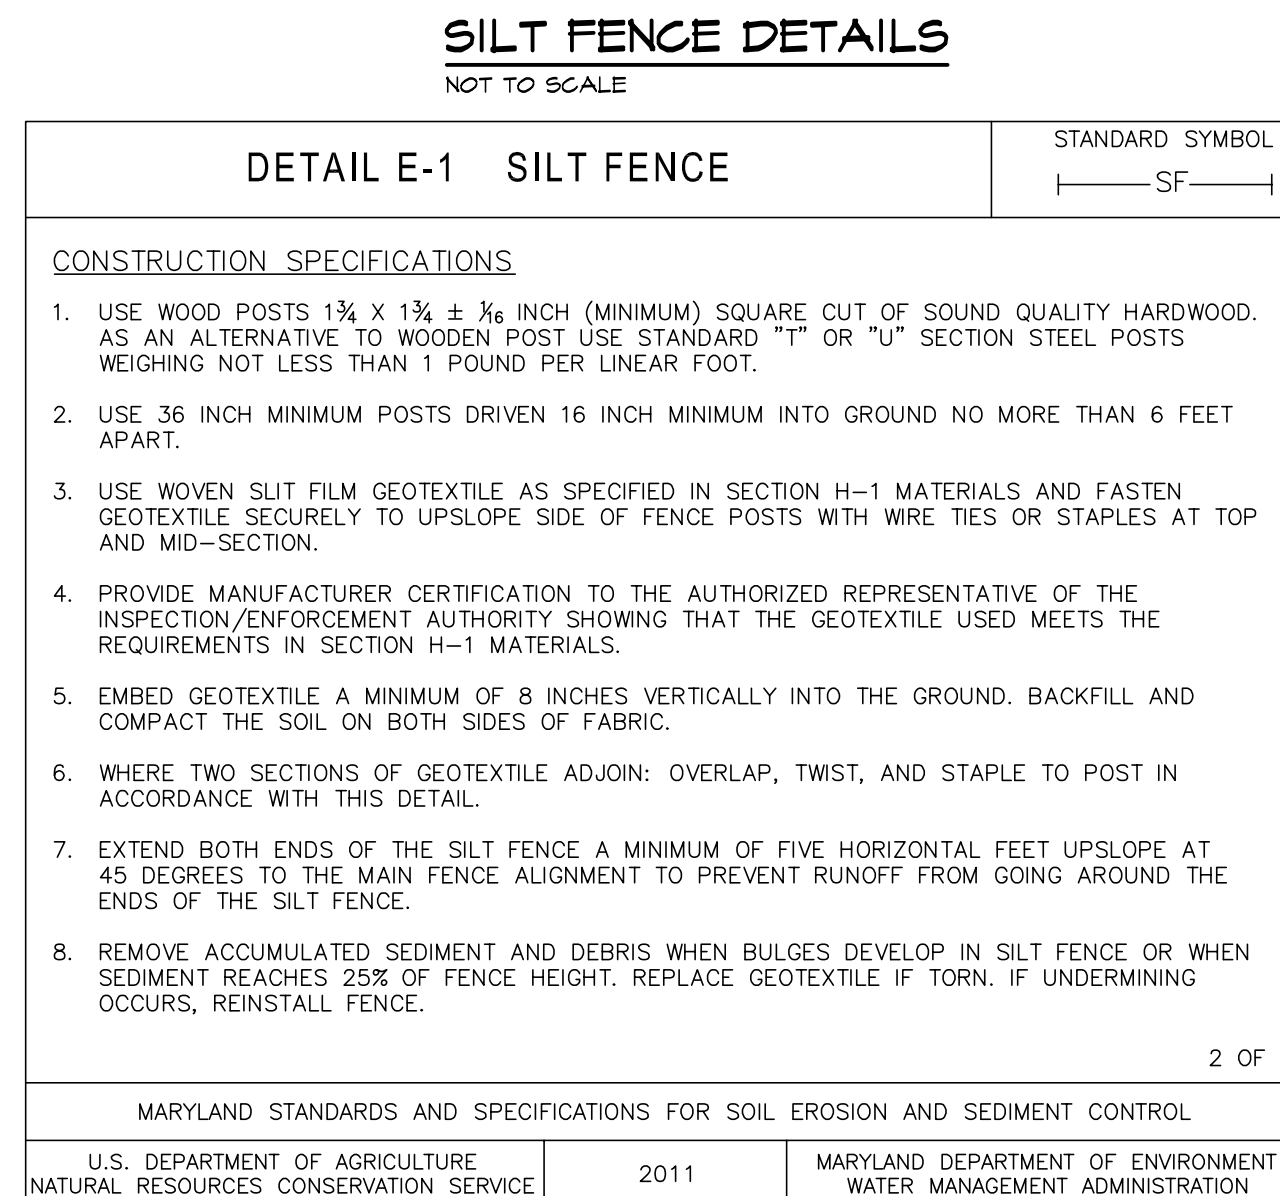 SILT FENCE DETAILS
NOT TO SCALE
DETAIL E-1 SILT FENCE
STANDARD SYMBOL
SF
CONSTRUCTION SPECIFICATIONS
1. USE WOOD POSTS 1¾ X 1¾ ± 1⁄16 INCH (MINIMUM) SQUARE CUT OF SOUND QUALITY HARDWOOD.
AS AN ALTERNATIVE TO WOODEN POST USE STANDARD "T" OR "U" SECTION STEEL POSTS
WEIGHING NOT LESS THAN 1 POUND PER LINEAR FOOT.
2. USE 36 INCH MINIMUM POSTS DRIVEN 16 INCH MINIMUM INTO GROUND NO MORE THAN 6 FEET
APART.
3. USE WOVEN SLIT FILM GEOTEXTILE AS SPECIFIED IN SECTION H-1 MATERIALS AND FASTEN
GEOTEXTILE SECURELY TO UPSLOPE SIDE OF FENCE POSTS WITH WIRE TIES OR STAPLES AT TOP
AND MID-SECTION.
4. PROVIDE MANUFACTURER CERTIFICATION TO THE AUTHORIZED REPRESENTATIVE OF THE
INSPECTION/ENFORCEMENT AUTHORITY SHOWING THAT THE GEOTEXTILE USED MEETS THE
REQUIREMENTS IN SECTION H-1 MATERIALS.
5. EMBED GEOTEXTILE A MINIMUM OF 8 INCHES VERTICALLY INTO THE GROUND. BACKFILL AND
COMPACT THE SOIL ON BOTH SIDES OF FABRIC.
6. WHERE TWO SECTIONS OF GEOTEXTILE ADJOIN: OVERLAP, TWIST, AND STAPLE TO POST IN
ACCORDANCE WITH THIS DETAIL.
7. EXTEND BOTH ENDS OF THE SILT FENCE A MINIMUM OF FIVE HORIZONTAL FEET UPSLOPE AT
45 DEGREES TO THE MAIN FENCE ALIGNMENT TO PREVENT RUNOFF FROM GOING AROUND THE
ENDS OF THE SILT FENCE.
8. REMOVE ACCUMULATED SEDIMENT AND DEBRIS WHEN BULGES DEVELOP IN SILT FENCE OR WHEN
SEDIMENT REACHES 25% OF FENCE HEIGHT. REPLACE GEOTEXTILE IF TORN. IF UNDERMINING
OCCURS, REINSTALL FENCE.
2 OF
MARYLAND STANDARDS AND SPECIFICATIONS FOR SOIL EROSION AND SEDIMENT CONTROL
U.S. DEPARTMENT OF AGRICULTURE
NATURAL RESOURCES CONSERVATION SERVICE
2011
MARYLAND DEPARTMENT OF ENVIRONMENT
WATER MANAGEMENT ADMINISTRATION